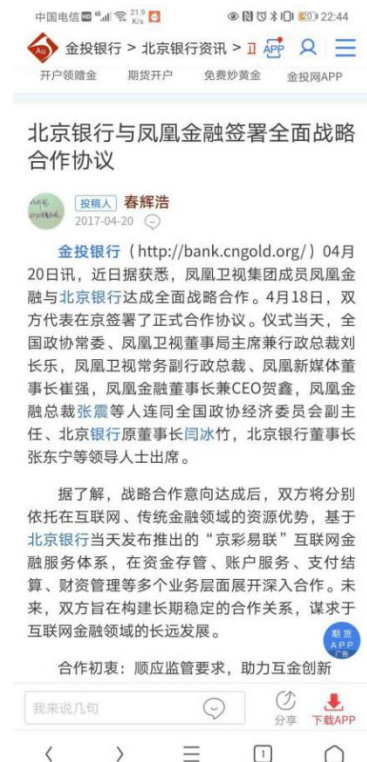 中国电信 21.9 K/s 20 22:44
Au 金投银行 > 北京银行资讯 > 正 APP
开户领赠金 期货开户 免费炒黄金 金投网APP
北京银行与凤凰金融签署全面战略
合作协议
投稿人 春辉浩
2017-04-20
金投银行（http://bank.cngold.org/）04月
20日讯，近日据获悉，凤凰卫视集团成员凤凰金
融与北京银行达成全面战略合作。4月18日，双
方代表在京签署了正式合作协议。仪式当天，全
国政协常委、凤凰卫视董事局主席兼行政总裁刘
长乐，凤凰卫视常务副行政总裁、凤凰新媒体董
事长崔强，凤凰金融董事长兼CEO贺鑫，凤凰金
融总裁张震等人连同全国政协经济委员会副主
任、北京银行原董事长闫冰竹，北京银行董事长
张东宁等领导人士出席。
据了解，战略合作意向达成后，双方将分别
依托在互联网、传统金融领域的资源优势，基于
北京银行当天发布推出的“京彩易联”互联网金
融服务体系，在资金存管、账户服务、支付结
算、财资管理等多个业务层面展开深入合作。未
来，双方旨在构建长期稳定的合作关系，谋求于
互联网金融领域的长远发展。
期货
APP
广告
合作初衷：顺应监管要求，助力互金创新
我来说几句 分享 下载APP
1